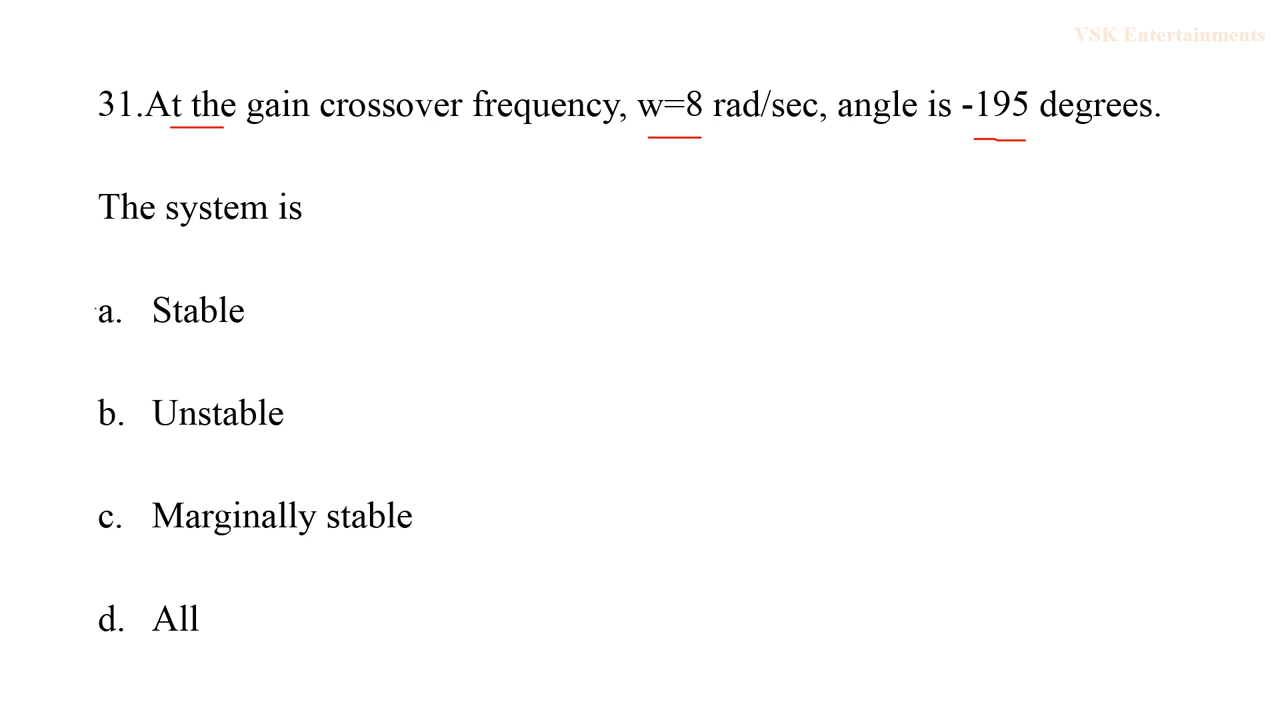 VSK Entertainments
31.At the gain crossover frequency, w=8 rad/sec, angle is -195 degrees.
The system is
a. Stable
b. Unstable
c. Marginally stable
d. All